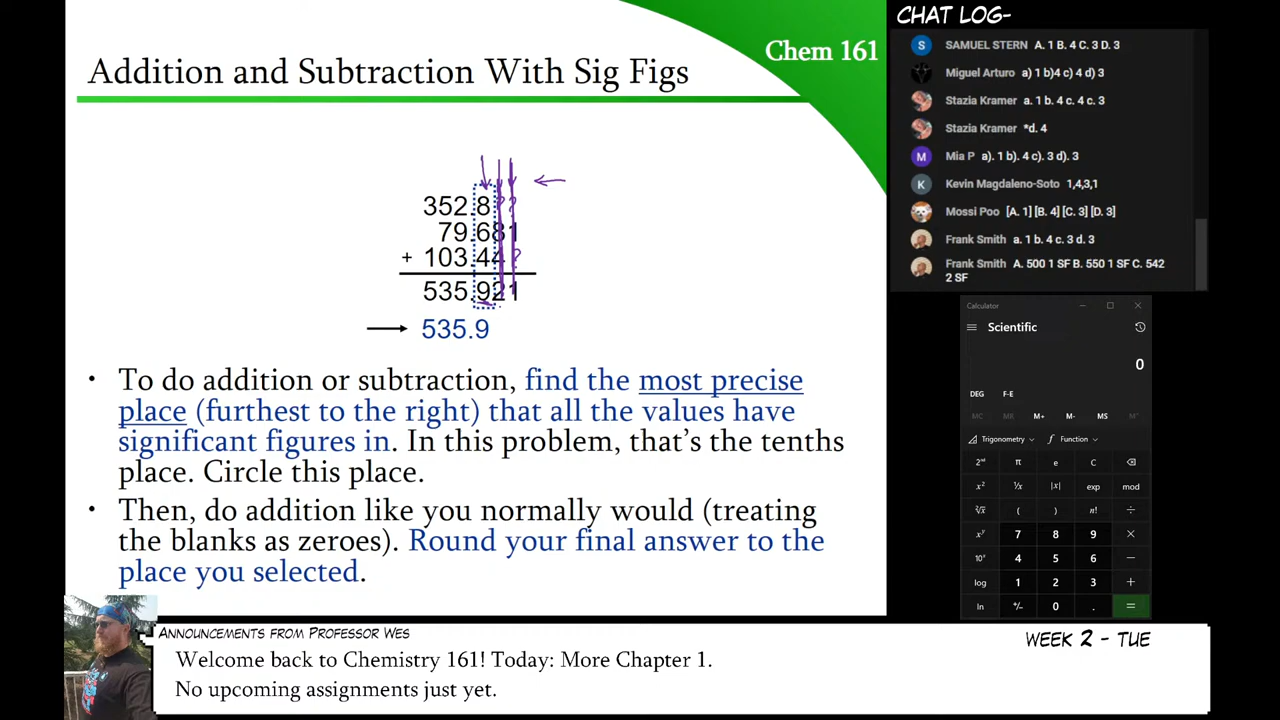 Chem 161
Addition and Subtraction With Sig Figs
352.8??
79.681
+ 103.44?
535.921
535.9
• To do addition or subtraction, find the most precise
place (furthest to the right) that all the values have
significant figures in. In this problem, that's the tenths
place. Circle this place.
• Then, do addition like you normally would (treating
the blanks as zeroes). Round your final answer to the
place you selected.
CHAT LOG-
S SAMUEL STERN A. 1 B. 4 C. 3 D. 3
Miguel Arturo a) 1 b)4 c) 4 d) 3
Stazia Kramer a. 1 b. 4 c. 4 c. 3
Stazia Kramer *d. 4
M Mia P a). 1 b). 4 c). 3 d). 3
K Kevin Magdaleno-Soto 1,4,3,1
Mossi Poo [A. 1] [B. 4] [C. 3] [D. 3]
Frank Smith a. 1 b. 4 c. 3 d. 3
Frank Smith A. 500 1 SF B. 550 1 SF C. 542
2 SF
Calculator
Scientific
0
DEG F-E
MC MR M+ M- MS M˅
Trigonometry Function
2ⁿᵈ π e C
x² ¹/x |x| exp mod
²√x ( ) n! ÷
xʸ 7 8 9 ×
10ˣ 4 5 6 −
log 1 2 3 +
ln +/− 0 . =
ANNOUNCEMENTS FROM PROFESSOR WES
WEEK 2 - TUE
Welcome back to Chemistry 161! Today: More Chapter 1.
No upcoming assignments just yet.